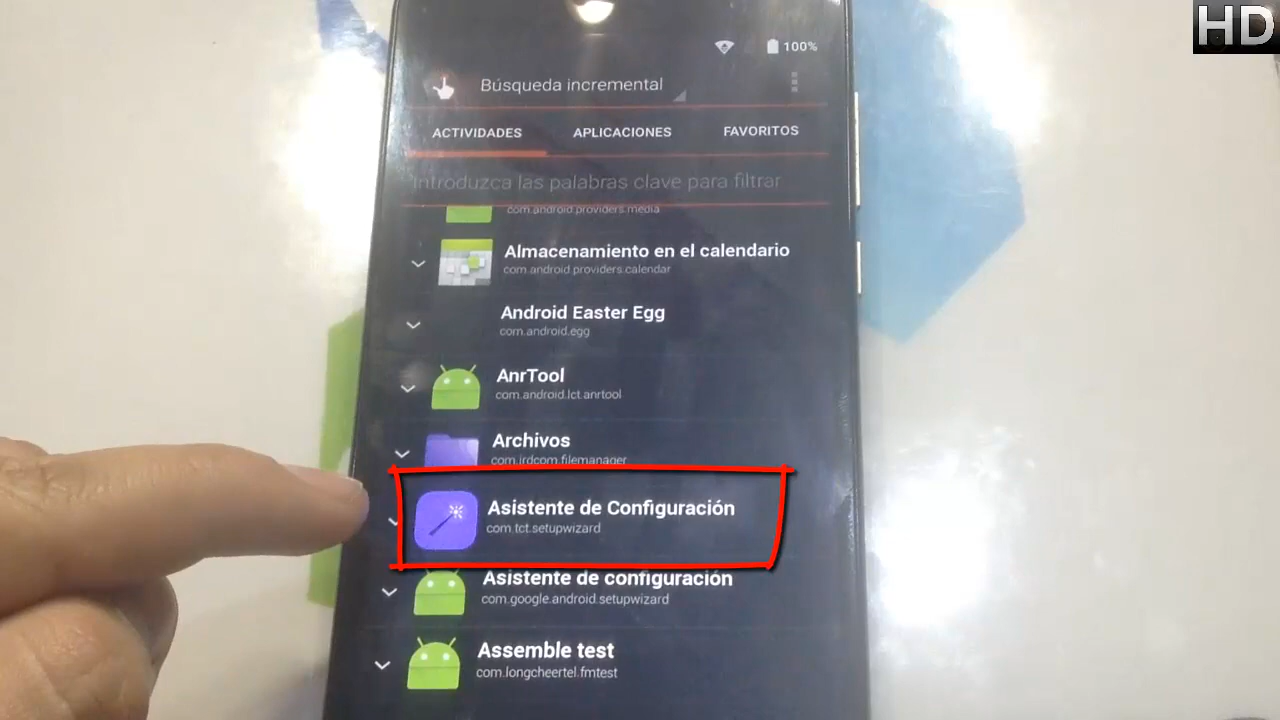 HD
100%
Búsqueda incremental
ACTIVIDADES
APLICACIONES
FAVORITOS
Introduzca las palabras clave para filtrar
com.android.providers.media
Almacenamiento en el calendario
com.android.providers.calendar
Android Easter Egg
com.android.egg
AnrTool
com.android.lct.anrtool
Archivos
com.jrdcom.filemanager
Asistente de Configuración
com.tct.setupwizard
Asistente de configuración
com.google.android.setupwizard
Assemble test
com.longcheertel.fmtest